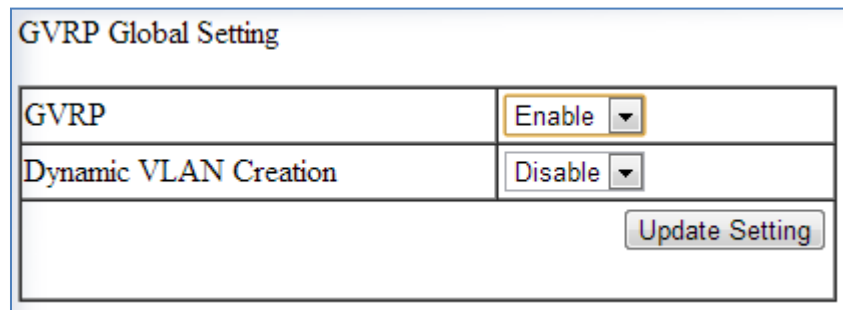 GVRP Global Setting
GVRP Enable
Dynamic VLAN Creation Disable
Update Setting